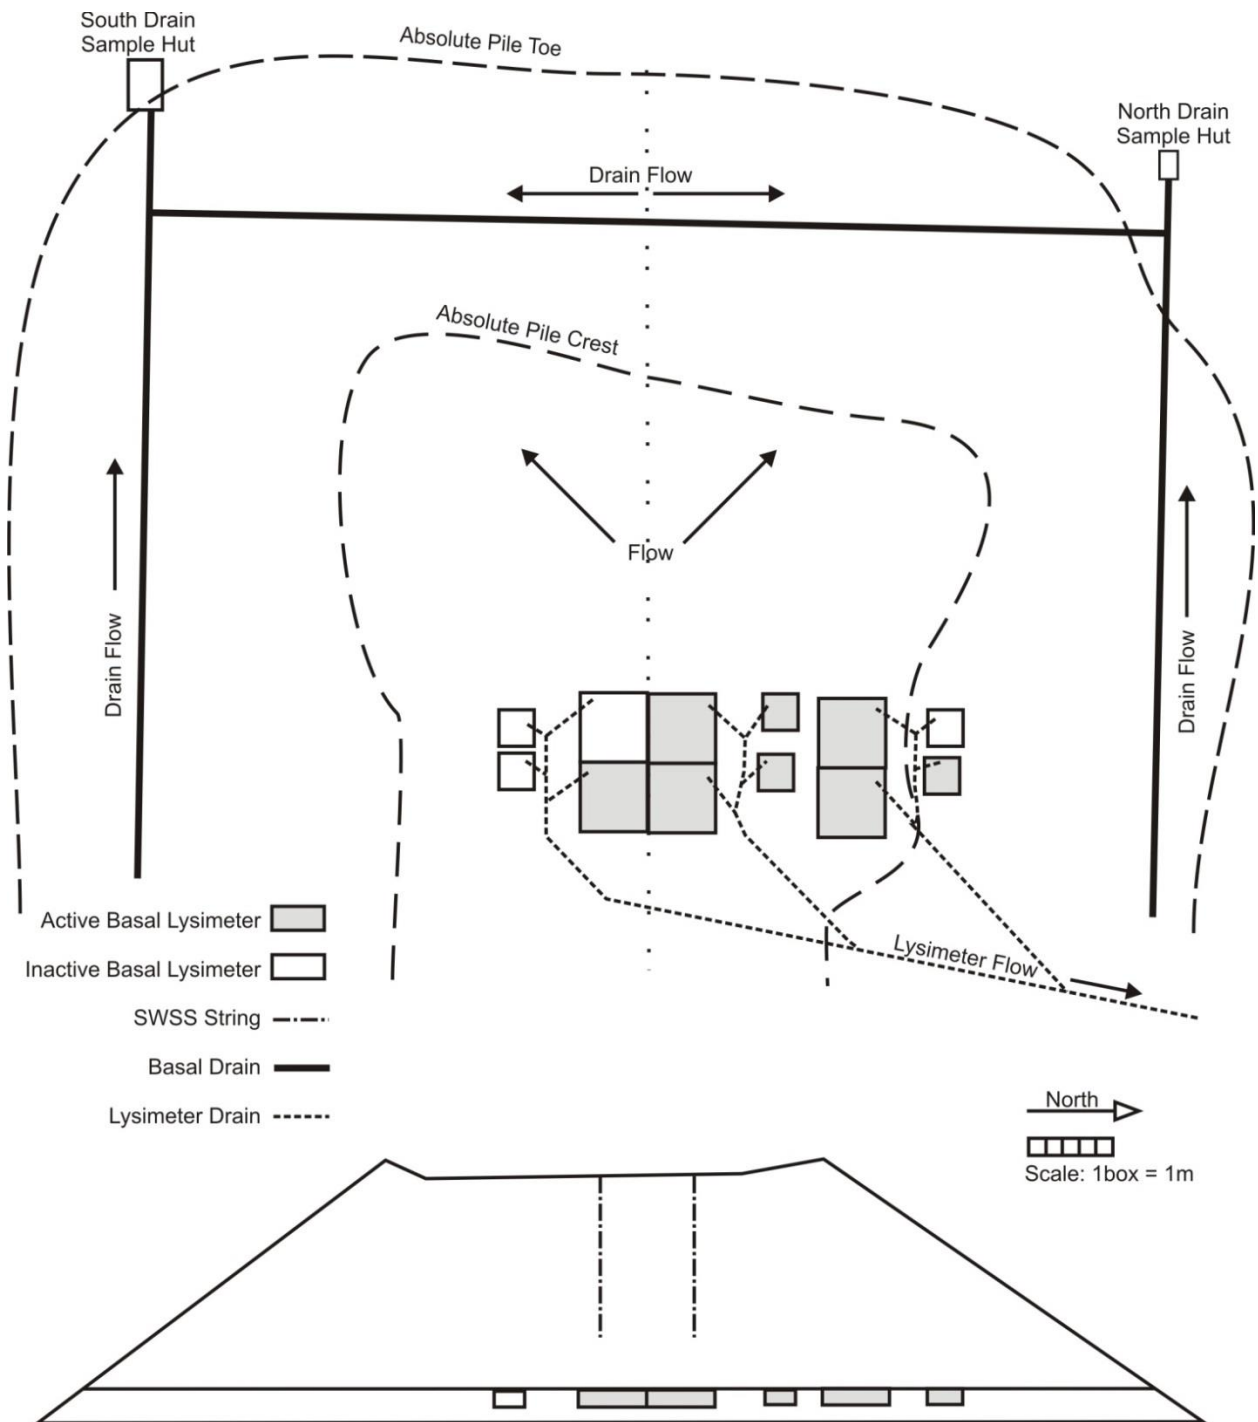 South Drain
Sample Hut
Absolute Pile Toe
North Drain
Sample Hut
Drain Flow
Absolute Pile Crest
Flow
Drain Flow
Drain Flow
Active Basal Lysimeter
Inactive Basal Lysimeter
SWSS String
Basal Drain
Lysimeter Drain
Lysimeter Flow
North
Scale: 1box = 1m